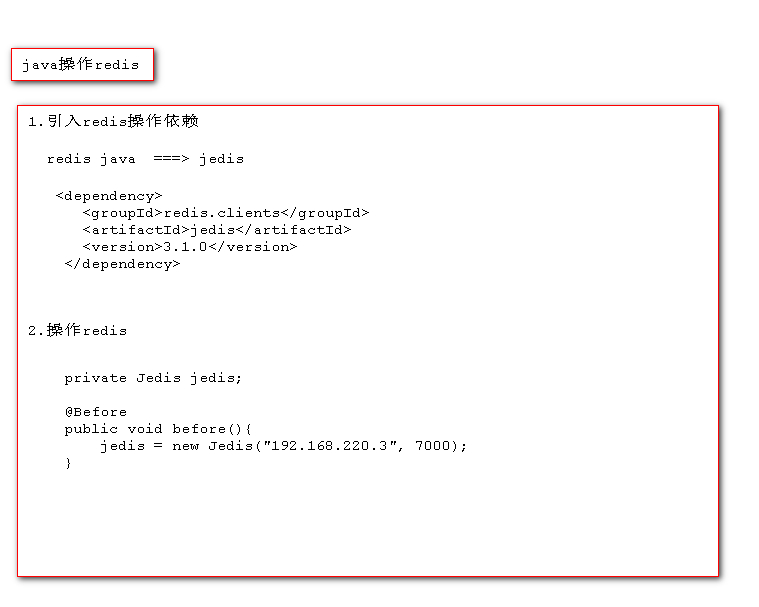 java操作redis
1.引入redis操作依赖
redis java ===> jedis
<dependency>
<groupId>redis.clients</groupId>
<artifactId>jedis</artifactId>
<version>3.1.0</version>
</dependency>
2.操作redis
private Jedis jedis;
@Before
public void before(){
jedis = new Jedis("192.168.220.3", 7000);
}